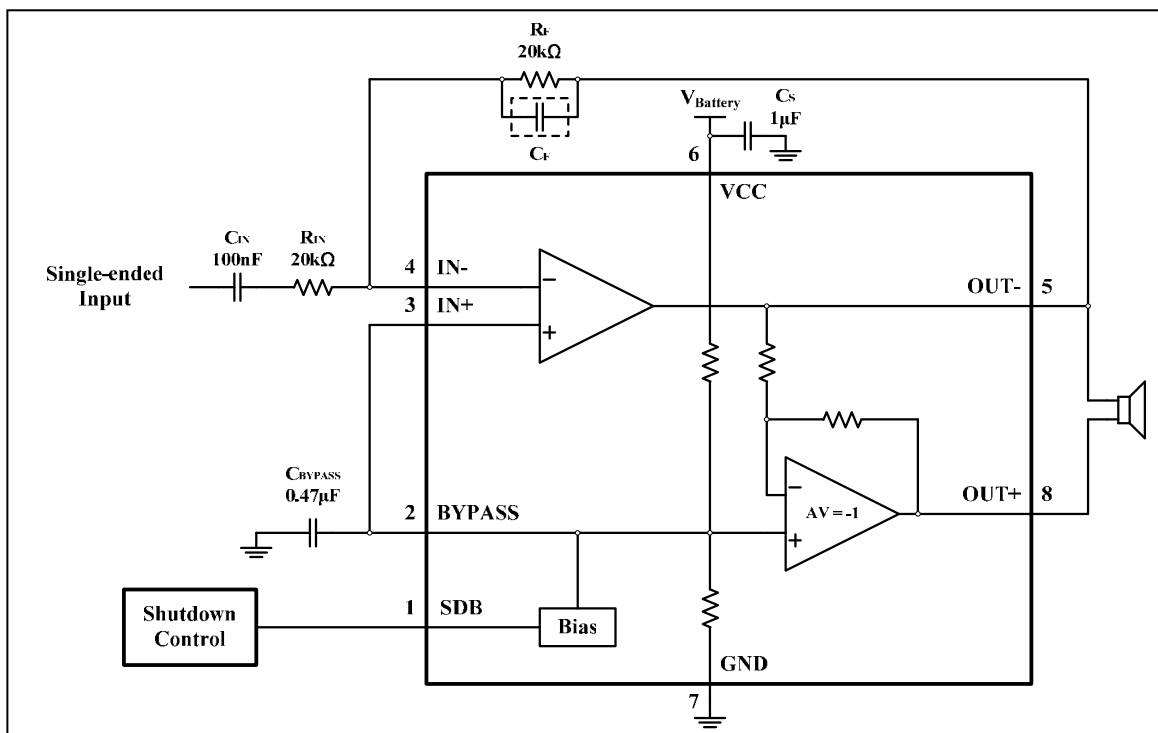 RF
20kΩ
CF
VBattery
CS
1μF
6
VCC
CIN
100nF
RIN
20kΩ
Single-ended
Input
4
IN-
3
IN+
−
+
OUT-
5
CBYPASS
0.47μF
2
BYPASS
−
+
AV = -1
OUT+
8
Shutdown
Control
1
SDB
Bias
GND
7